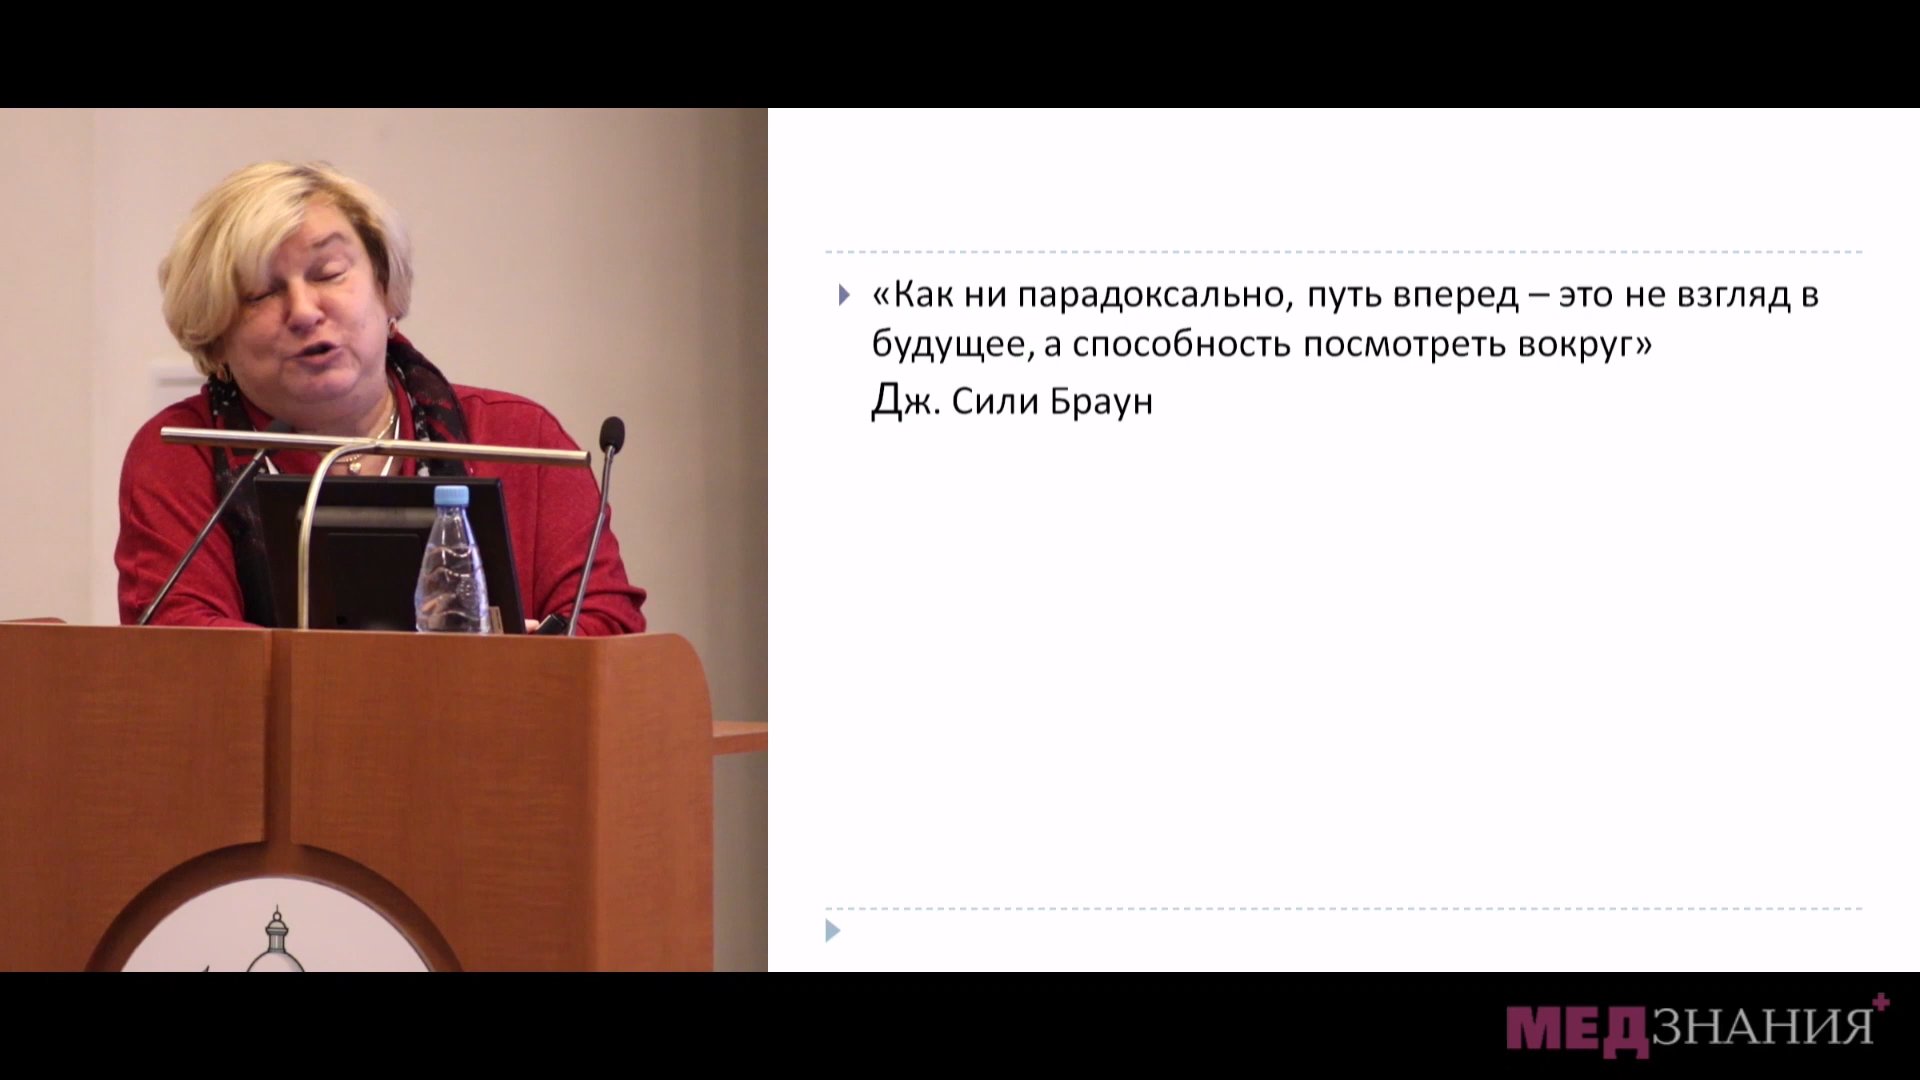 «Как ни парадоксально, путь вперед – это не взгляд в
будущее, а способность посмотреть вокруг»
Дж. Сили Браун
МЕДЗНАНИЯ+